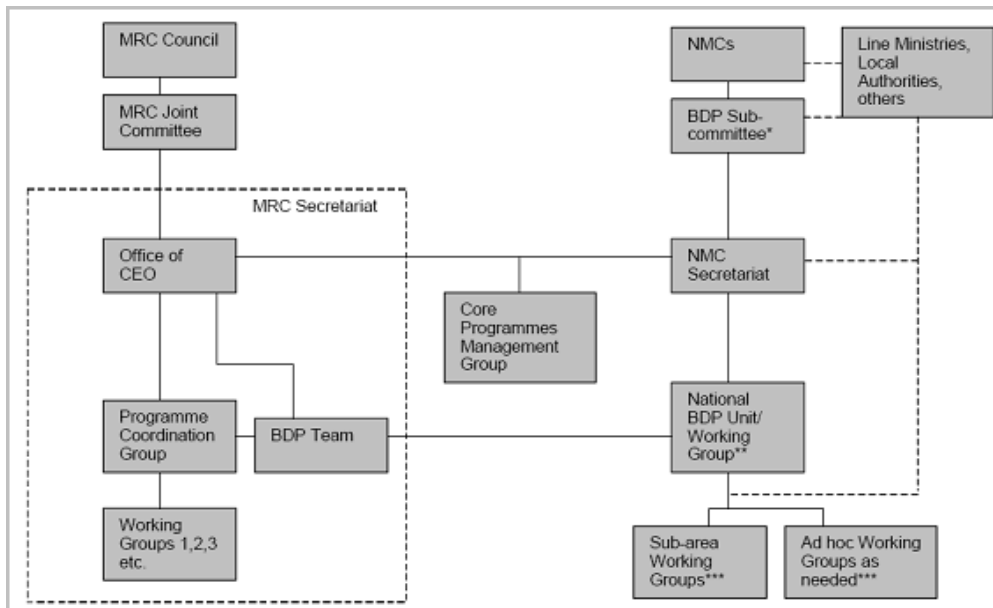 MRC Council
MRC Joint
Committee
NMCs
Line Ministries,
Local
Authorities,
others
BDP Sub-
committee*
MRC Secretariat
Office of
CEO
NMC
Secretariat
Core
Programmes
Management
Group
Programme
Coordination
Group
BDP Team
National
BDP Unit/
Working
Group**
Working
Groups 1,2,3
etc.
Sub-area
Working
Groups***
Ad hoc Working
Groups as
needed***